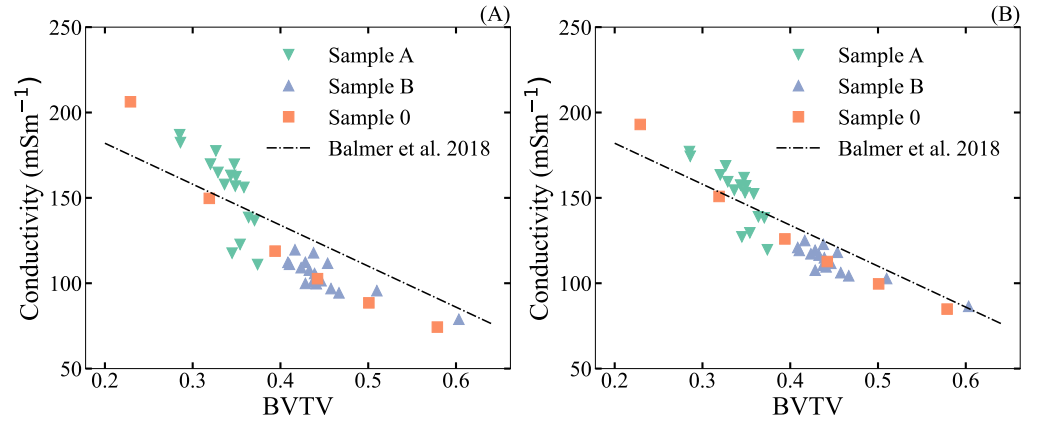 (A)
250
200
150
100
50
Conductivity (mSm⁻¹)
Sample A
Sample B
Sample 0
Balmer et al. 2018
0.2 0.3 0.4 0.5 0.6
BVTV
(B)
250
200
150
100
50
Conductivity (mSm⁻¹)
Sample A
Sample B
Sample 0
Balmer et al. 2018
0.2 0.3 0.4 0.5 0.6
BVTV